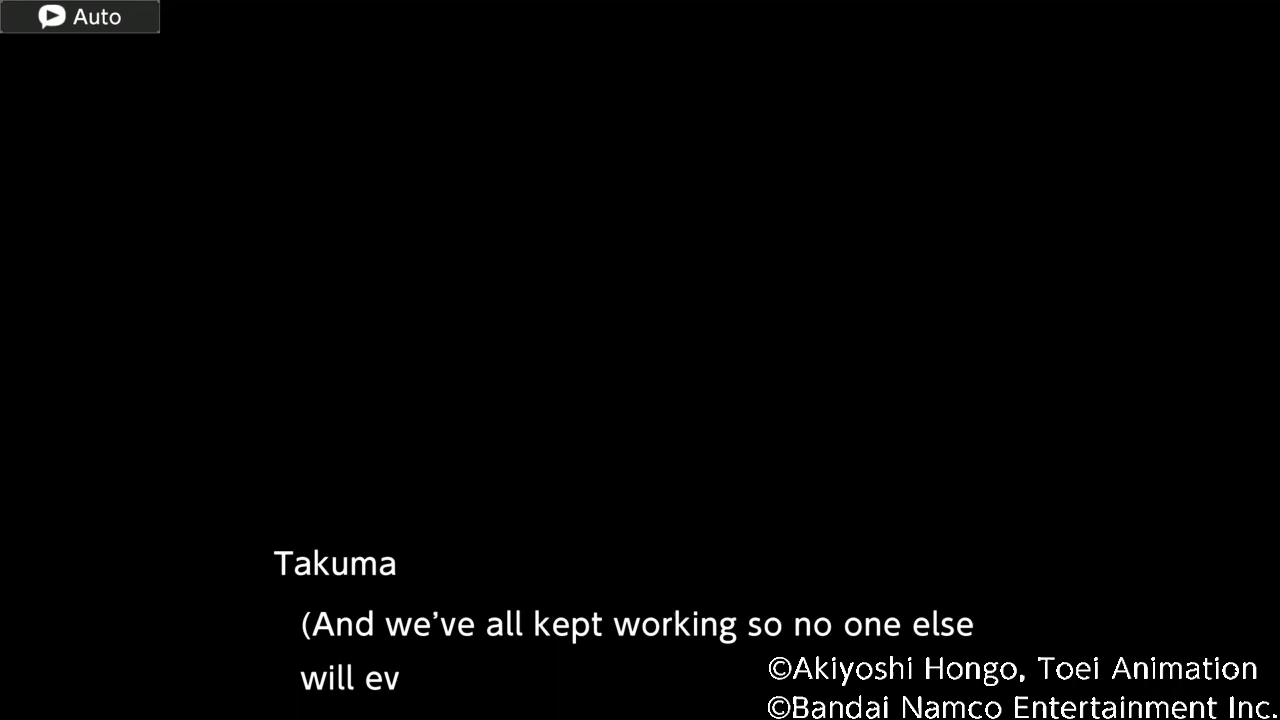 Auto
Takuma
(And we've all kept working so no one else
will ev
©Akiyoshi Hongo, Toei Animation
©Bandai Namco Entertainment Inc.